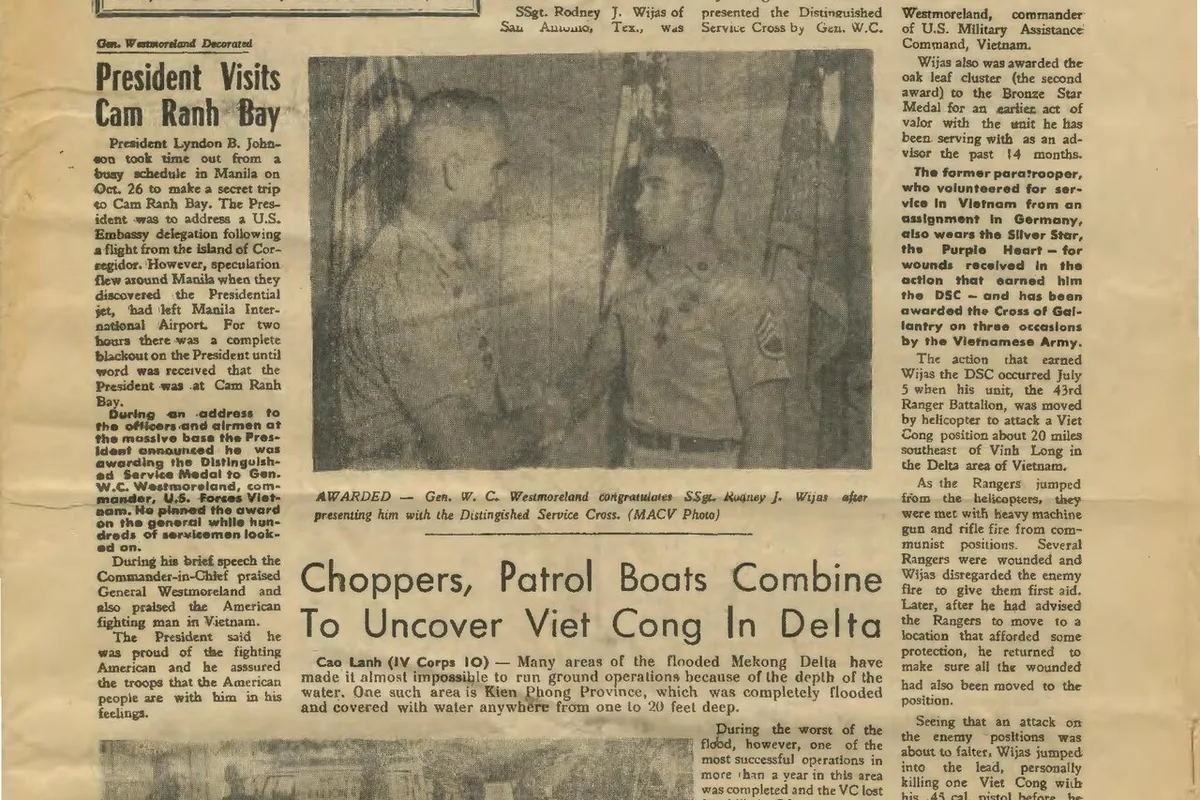 SSgt. Rodney J. Wijas of
San Antonio, Tex., was
presented the Distinguished
Service Cross by Gen. W.C.
Westmoreland, commander
of U.S. Military Assistance
Command, Vietnam.
Wijas also was awarded the
oak leaf cluster (the second
award) to the Bronze Star
Medal for an earlier act of
valor with the unit he has
been serving with as an ad-
visor the past 14 months.
The former paratrooper,
who volunteered for ser-
vice in Vietnam from an
assignment in Germany,
also wears the Silver Star,
the Purple Heart — for
wounds received in the
action that earned him
the DSC — and has been
awarded the Cross of Gal-
lantry on three occasions
by the Vietnamese Army.
The action that earned
Wijas the DSC occurred July
5 when his unit, the 43rd
Ranger Battalion, was moved
by helicopter to attack a Viet
Cong position about 20 miles
southeast of Vinh Long in
the Delta area of Vietnam.
As the Rangers jumped
from the helicopters, they
were met with heavy machine
gun and rifle fire from com-
munist positions. Several
Rangers were wounded and
Wijas disregarded the enemy
fire to give them first aid.
Later, after he had advised
the Rangers to move to a
location that afforded some
protection, he returned to
make sure all the wounded
had also been moved to the
position.
Seeing that an attack on
the enemy positions was
about to falter, Wijas jumped
into the lead, personally
killing one Viet Cong with
his .45 cal. pistol before he
Gen. Westmoreland Decorated
President Visits
Cam Ranh Bay
President Lyndon B. John-
son took time out from a
busy schedule in Manila on
Oct. 26 to make a secret trip
to Cam Ranh Bay. The Pres-
ident was to address a U.S.
Embassy delegation following
a flight from the island of Cor-
regidor. However, speculation
flew around Manila when they
discovered the Presidential
jet, had left Manila Inter-
national Airport. For two
hours there was a complete
blackout on the President until
word was received that the
President was at Cam Ranh
Bay.
During an address to
the officers and airmen at
the massive base the Pres-
ident announced he was
awarding the Distinguish-
ed Service Medal to Gen.
W.C. Westmoreland, com-
mander, U.S. Forces Viet-
nam. He pinned the award
on the general while hun-
dreds of servicemen look-
ed on.
During his brief speech the
Commander-in-Chief praised
General Westmoreland and
also praised the American
fighting man in Vietnam.
The President said he
was proud of the fighting
American and he asssured
the troops that the American
people are with him in his
feelings.
AWARDED — Gen. W. C. Westmoreland congratulates SSgt. Rodney J. Wijas after
presenting him with the Distingished Service Cross. (MACV Photo)
Choppers, Patrol Boats Combine
To Uncover Viet Cong In Delta
Cao Lanh (IV Corps IO) — Many areas of the flooded Mekong Delta have
made it almost impossible to run ground operations because of the depth of the
water. One such area is Kien Phong Province, which was completely flooded
and covered with water anywhere from one to 20 feet deep.
During the worst of the
flood, however, one of the
most successful operations in
more than a year in this area
was completed and the VC lost